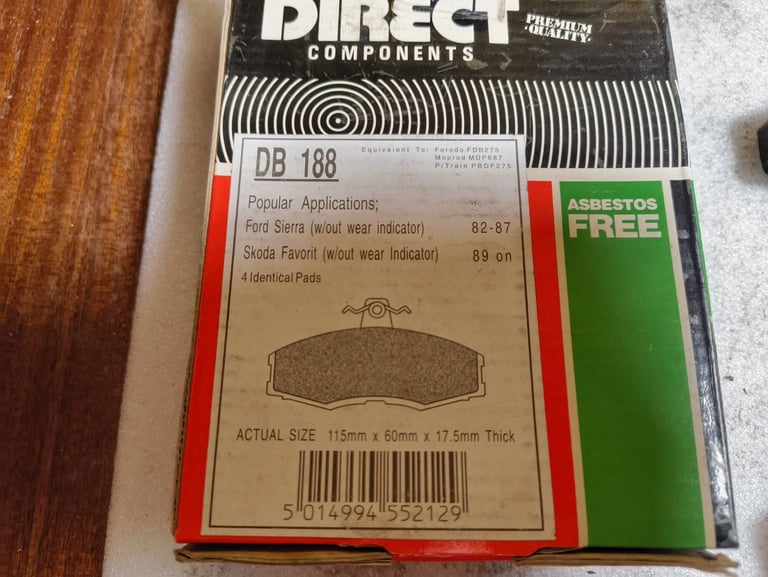 DIRECT
PREMIUM
·QUALITY·
COMPONENTS
DB 188
Equivalent To: Ferodo FDB275
Moprod MDP687
P/Train PBDF275
Popular Applications;
Ford Sierra (w/out wear indicator) 82-87
Skoda Favorit (w/out wear Indicator) 89 on
4 Identical Pads
ASBESTOS
FREE
ACTUAL SIZE 115mm x 60mm x 17.5mm Thick
5 014994 552129